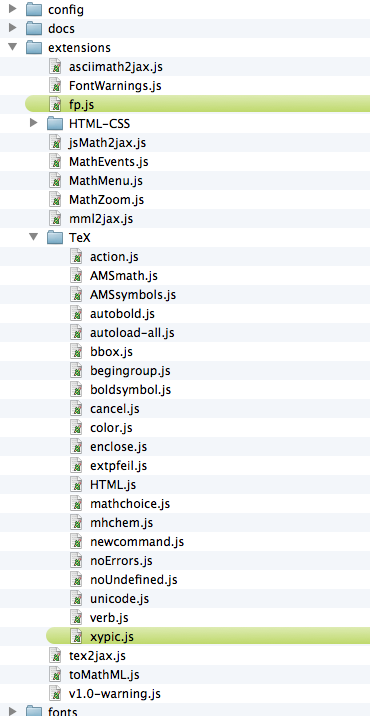 config
docs
extensions
asciimath2jax.js
FontWarnings.js
fp.js
HTML-CSS
jsMath2jax.js
MathEvents.js
MathMenu.js
MathZoom.js
mml2jax.js
TeX
action.js
AMSmath.js
AMSsymbols.js
autobold.js
autoload-all.js
bbox.js
begingroup.js
boldsymbol.js
cancel.js
color.js
enclose.js
extpfeil.js
HTML.js
mathchoice.js
mhchem.js
newcommand.js
noErrors.js
noUndefined.js
unicode.js
verb.js
xypic.js
tex2jax.js
toMathML.js
v1.0-warning.js
fonts